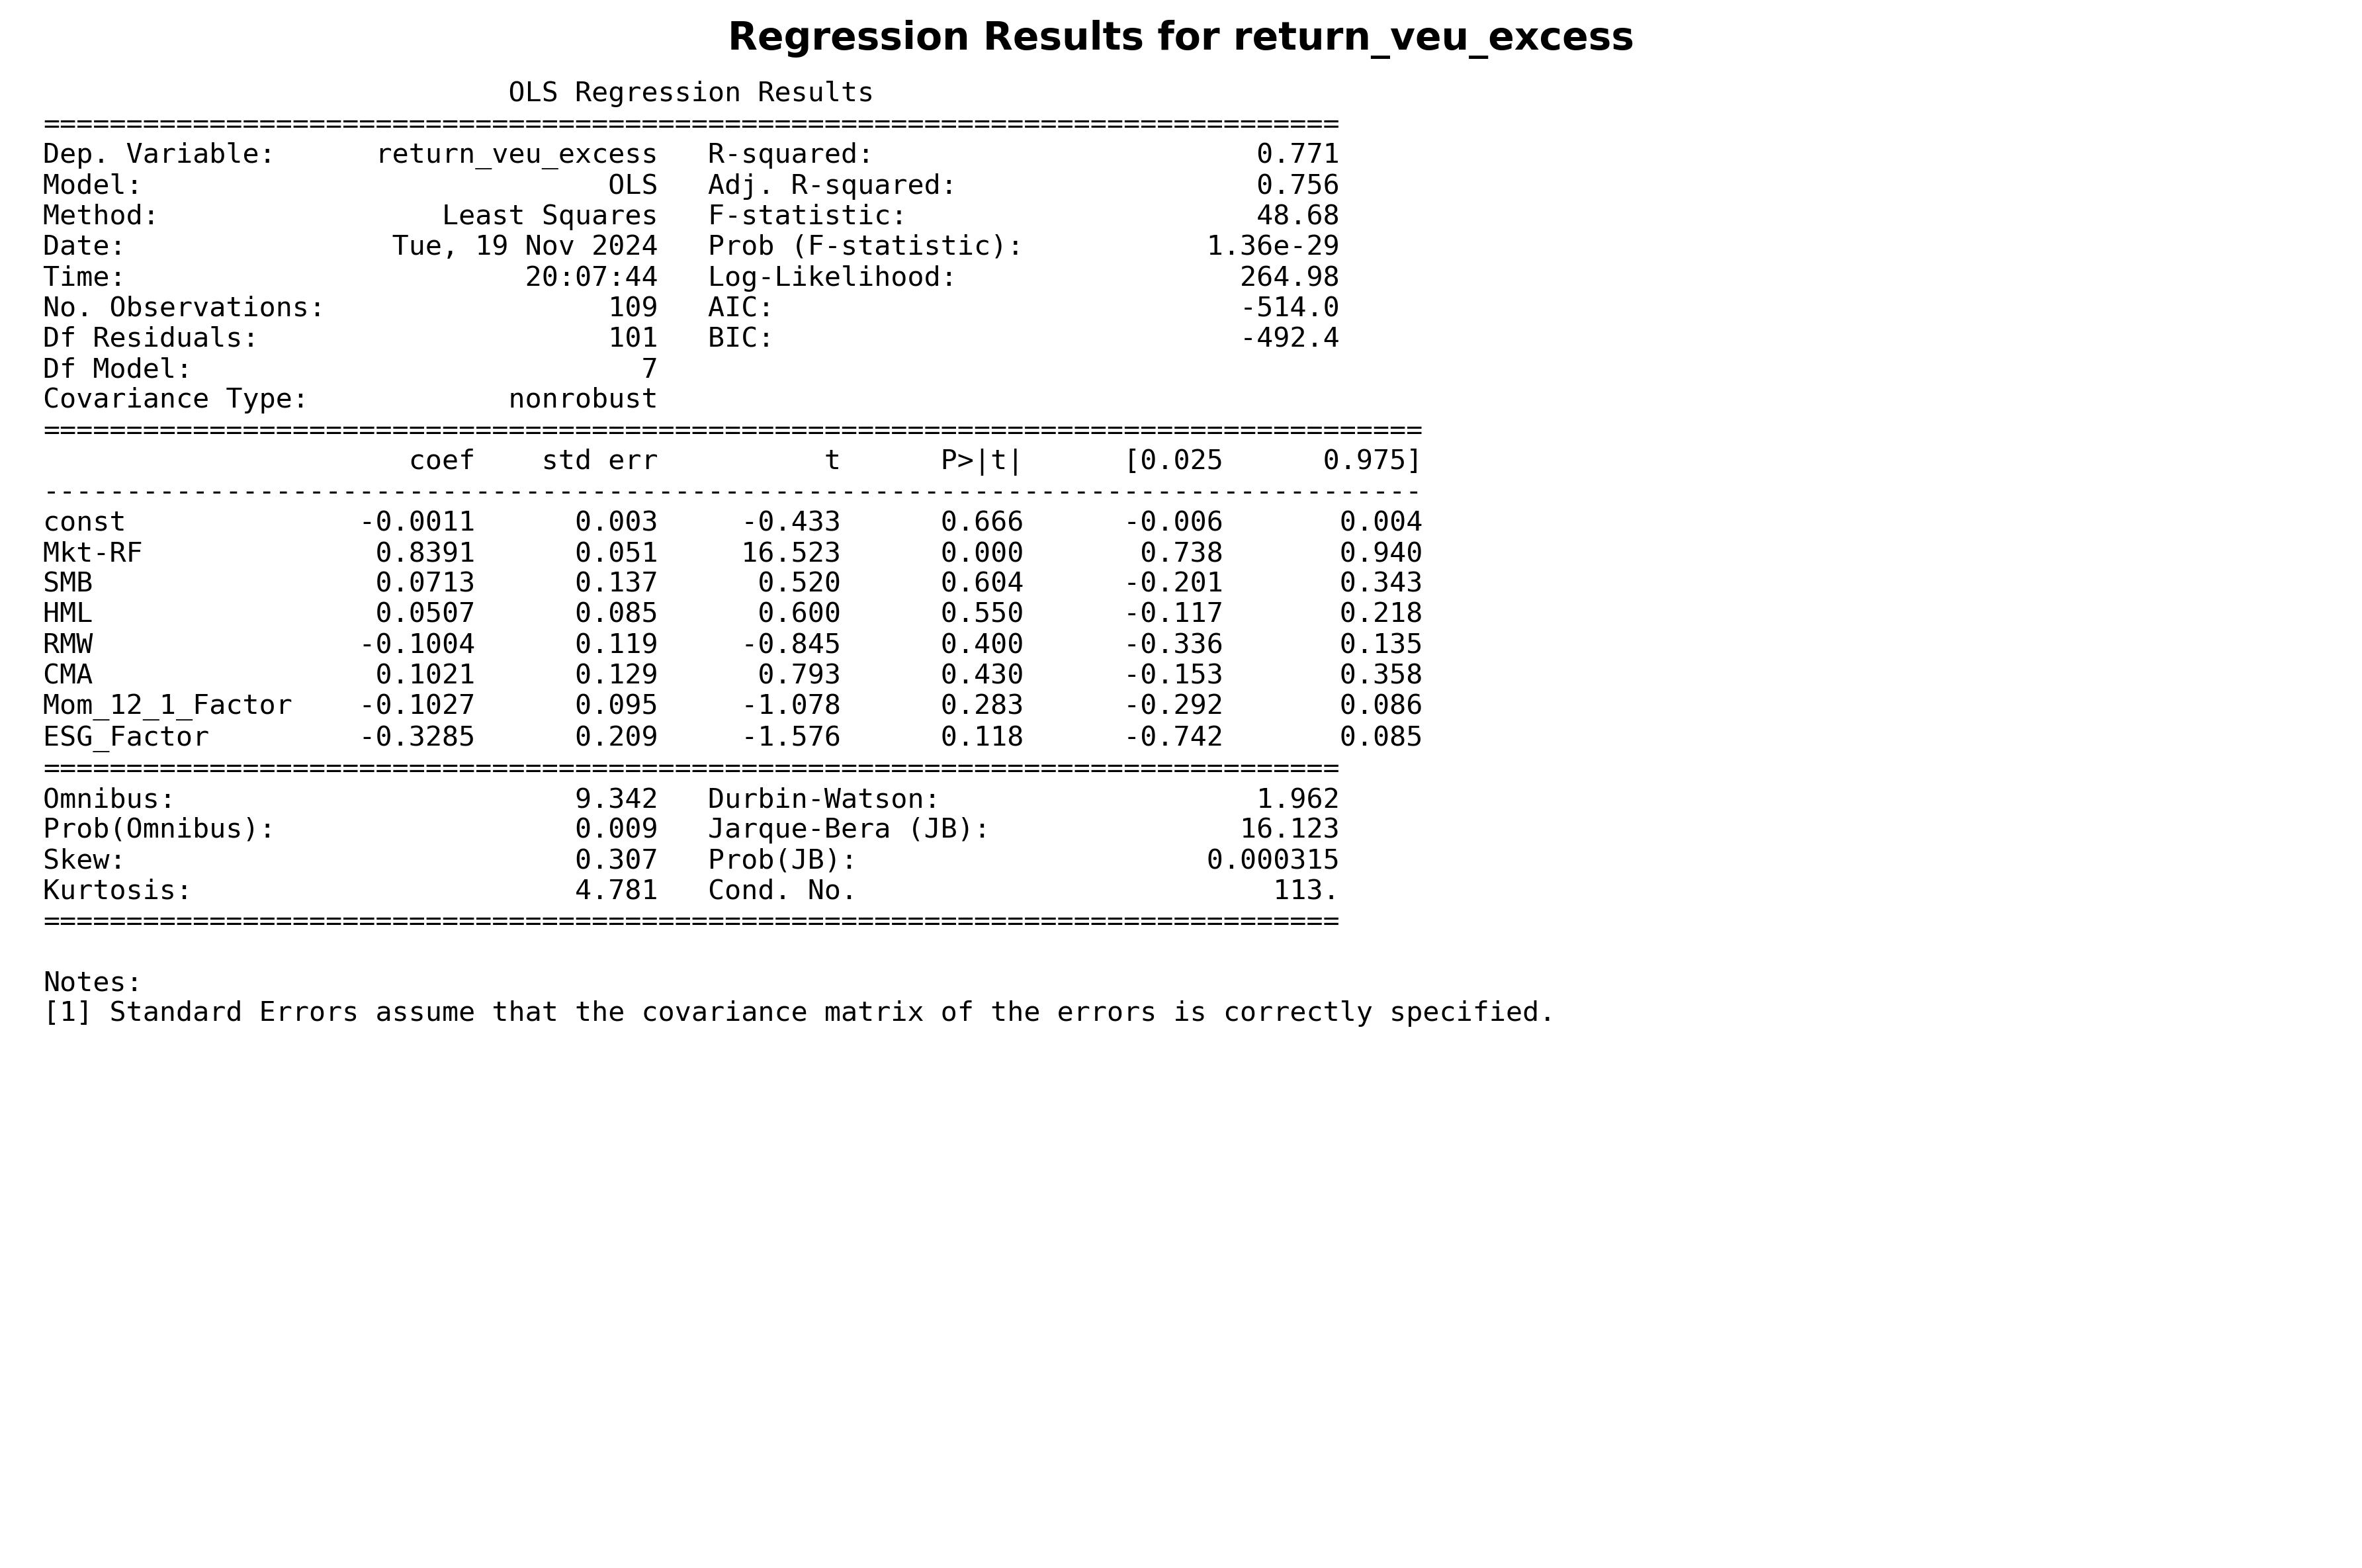 Regression Results for return_veu_excess
OLS Regression Results
==============================================================================
Dep. Variable:      return_veu_excess   R-squared:                       0.771
Model:                            OLS   Adj. R-squared:                  0.756
Method:                 Least Squares   F-statistic:                     48.68
Date:                Tue, 19 Nov 2024   Prob (F-statistic):           1.36e-29
Time:                        20:07:44   Log-Likelihood:                 264.98
No. Observations:                 109   AIC:                            -514.0
Df Residuals:                     101   BIC:                            -492.4
Df Model:                           7
Covariance Type:            nonrobust
===================================================================================
                      coef    std err          t      P>|t|      [0.025      0.975]
-----------------------------------------------------------------------------------
const              -0.0011      0.003     -0.433      0.666      -0.006       0.004
Mkt-RF              0.8391      0.051     16.523      0.000       0.738       0.940
SMB                 0.0713      0.137      0.520      0.604      -0.201       0.343
HML                 0.0507      0.085      0.600      0.550      -0.117       0.218
RMW                -0.1004      0.119     -0.845      0.400      -0.336       0.135
CMA                 0.1021      0.129      0.793      0.430      -0.153       0.358
Mom_12_1_Factor    -0.1027      0.095     -1.078      0.283      -0.292       0.086
ESG_Factor         -0.3285      0.209     -1.576      0.118      -0.742       0.085
==============================================================================
Omnibus:                        9.342   Durbin-Watson:                   1.962
Prob(Omnibus):                  0.009   Jarque-Bera (JB):               16.123
Skew:                           0.307   Prob(JB):                     0.000315
Kurtosis:                       4.781   Cond. No.                         113.
==============================================================================
Notes:
[1] Standard Errors assume that the covariance matrix of the errors is correctly specified.